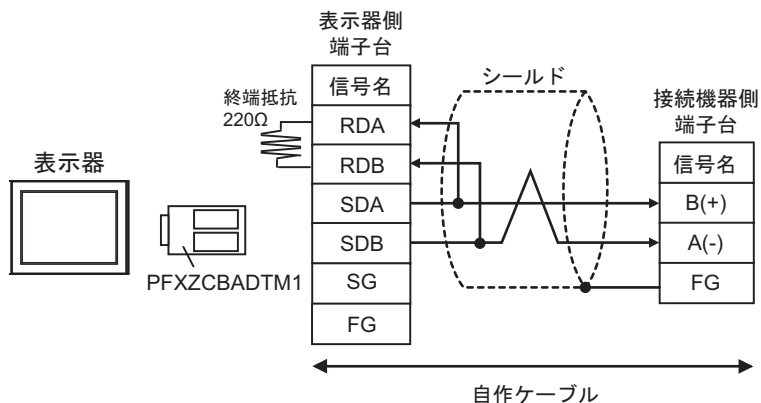 表示器
PFXZCBADTM1
終端抵抗
220Ω
表示器側
端子台
信号名
RDA
RDB
SDA
SDB
SG
FG
シールド
接続機器側
端子台
信号名
B(+)
A(-)
FG
自作ケーブル